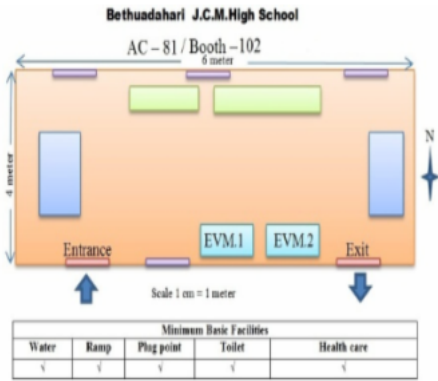 Bethuadahari J.C.M.High School
AC – 81 / Booth –102
6 meter
4 meter
N
EVM.1 EVM.2
Entrance Exit
Scale 1 cm = 1 meter
Minimum Basic Facilities
Water Ramp Plug point Toilet Health care
√ √ √ √ √